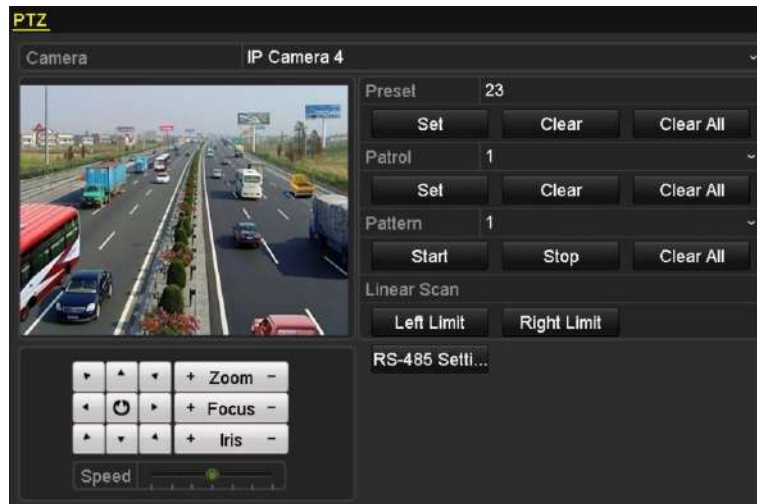 PTZ
Camera IP Camera 4
Preset 23
Set Clear Clear All
Patrol 1
Set Clear Clear All
Pattern 1
Start Stop Clear All
Linear Scan
Left Limit Right Limit
RS-485 Setti...
+ Zoom -
+ Focus -
+ Iris -
Speed